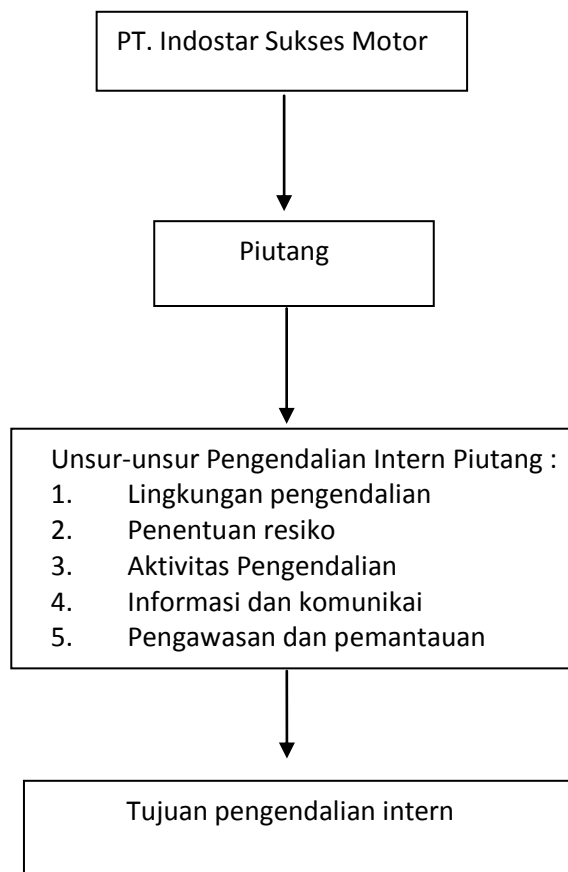 PT. Indostar Sukses Motor
Piutang
Unsur-unsur Pengendalian Intern Piutang :
1. Lingkungan pengendalian
2. Penentuan resiko
3. Aktivitas Pengendalian
4. Informasi dan komunikai
5. Pengawasan dan pemantauan
Tujuan pengendalian intern